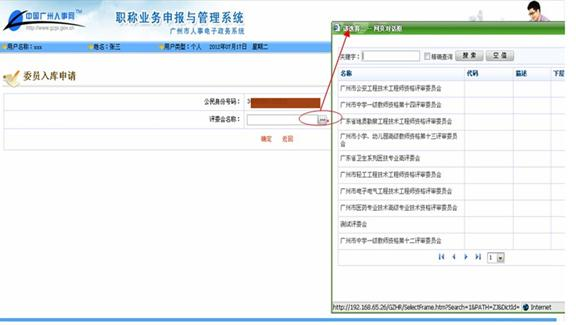 中国广州人事网™
http://www.gzpi.gov.cn
职称业务申报与管理系统
广州市人事电子政务系统
用户名称：xxx
姓名：张三
用户类型：个人
2012年07月17日 星期二
委员入库申请
公民身份号码：
评委会名称：
确定 返回
请选择 -- 网页对话框
关键字：
精确查询
搜索
空值
名称 代码 描述 下层
广州市公安工程技术工程师资格评审委员会
广州市中学一级教师资格第十四评审委员会
广东省地质勘察工程技术工程师资格评审委员会
广州市小学、幼儿园高级教师资格第十三评审委员
会
广东省卫生系列医技专业高评委会
广州市轻工工程技术工程师资格评审委员会
广州市电子电气工程技术工程师资格评审委员会
广州市医药专业技术高级专业技术资格评审委员会
测试评委会
广州市中学一级教师资格第十二评审委员会
1
http://192.168.65.26/GZHR/SelectFrame.htm?Search=1&PATH=ZJ&DictId=
Internet